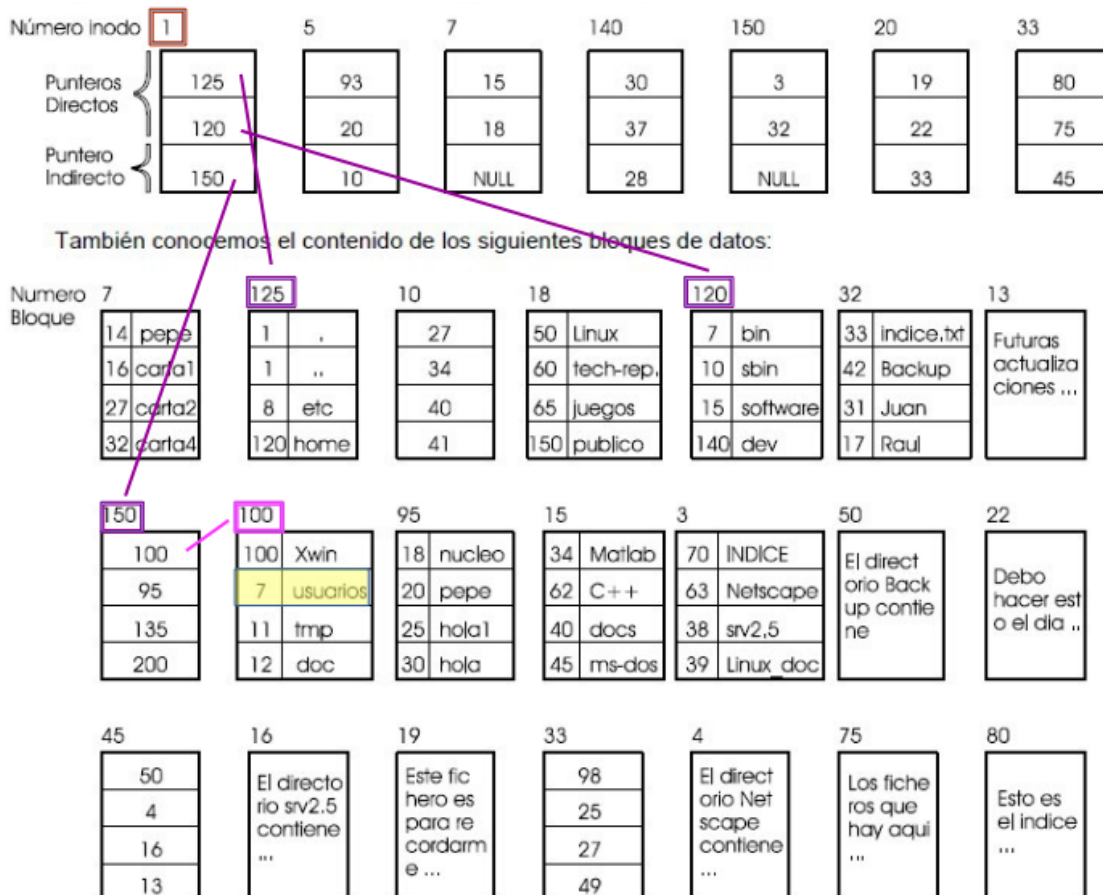 Número inodo 1 5 7 140 150 20 33
Punteros Directos
125 93 15 30 3 19 80
120 20 18 37 32 22 75
Puntero Indirecto
150 10 NULL 28 NULL 33 45
También conocemos el contenido de los siguientes bloques de datos:
Numero Bloque
7 125 10 18 120 32 13
14 pepe
16 carta1
27 carta2
32 carta4
1 .
1 ..
8 etc
120 home
27
34
40
41
50 Linux
60 tech-rep.
65 juegos
150 publico
7 bin
10 sbin
15 software
140 dev
33 indice.txt
42 Backup
31 Juan
17 Raul
Futuras
actualiza
ciones ...
150 100 95 15 3 50 22
100
95
135
200
100 Xwin
7 usuarios
11 tmp
12 doc
18 nucleo
20 pepe
25 hola1
30 hola
34 Matlab
62 C++
40 docs
45 ms-dos
70 INDICE
63 Netscape
38 srv2,5
39 Linux_doc
El direct
orio Back
up contie
ne
Debo
hacer est
o el dia ..
45 16 19 33 4 75 80
50
4
16
13
El directo
rio srv2.5
contiene
...
Este fic
hero es
para re
cordarm
e ...
98
25
27
49
El direct
orio Net
scape
contiene
...
Los fiche
ros que
hay aqui
...
Esto es
el indice
...